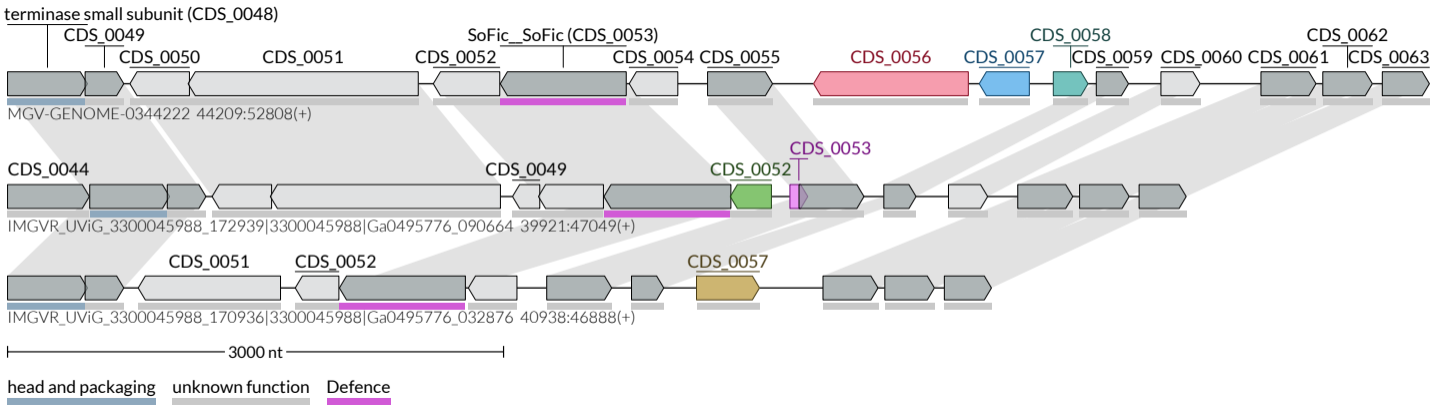 terminase small subunit (CDS_0048)
CDS_0049 SoFic__SoFic (CDS_0053) CDS_0058 CDS_0062
CDS_0050 CDS_0051 CDS_0052 CDS_0054 CDS_0055 CDS_0056 CDS_0057 CDS_0059 CDS_0060 CDS_0061 CDS_0063
MGV-GENOME-0344222 44209:52808(+)
CDS_0053
CDS_0044 CDS_0049 CDS_0052
IMGVR_UViG_3300045988_172939|3300045988|Ga0495776_090664 39921:47049(+)
CDS_0051 CDS_0052 CDS_0057
IMGVR_UViG_3300045988_170936|3300045988|Ga0495776_032876 40938:46888(+)
3000 nt
head and packaging unknown function Defence